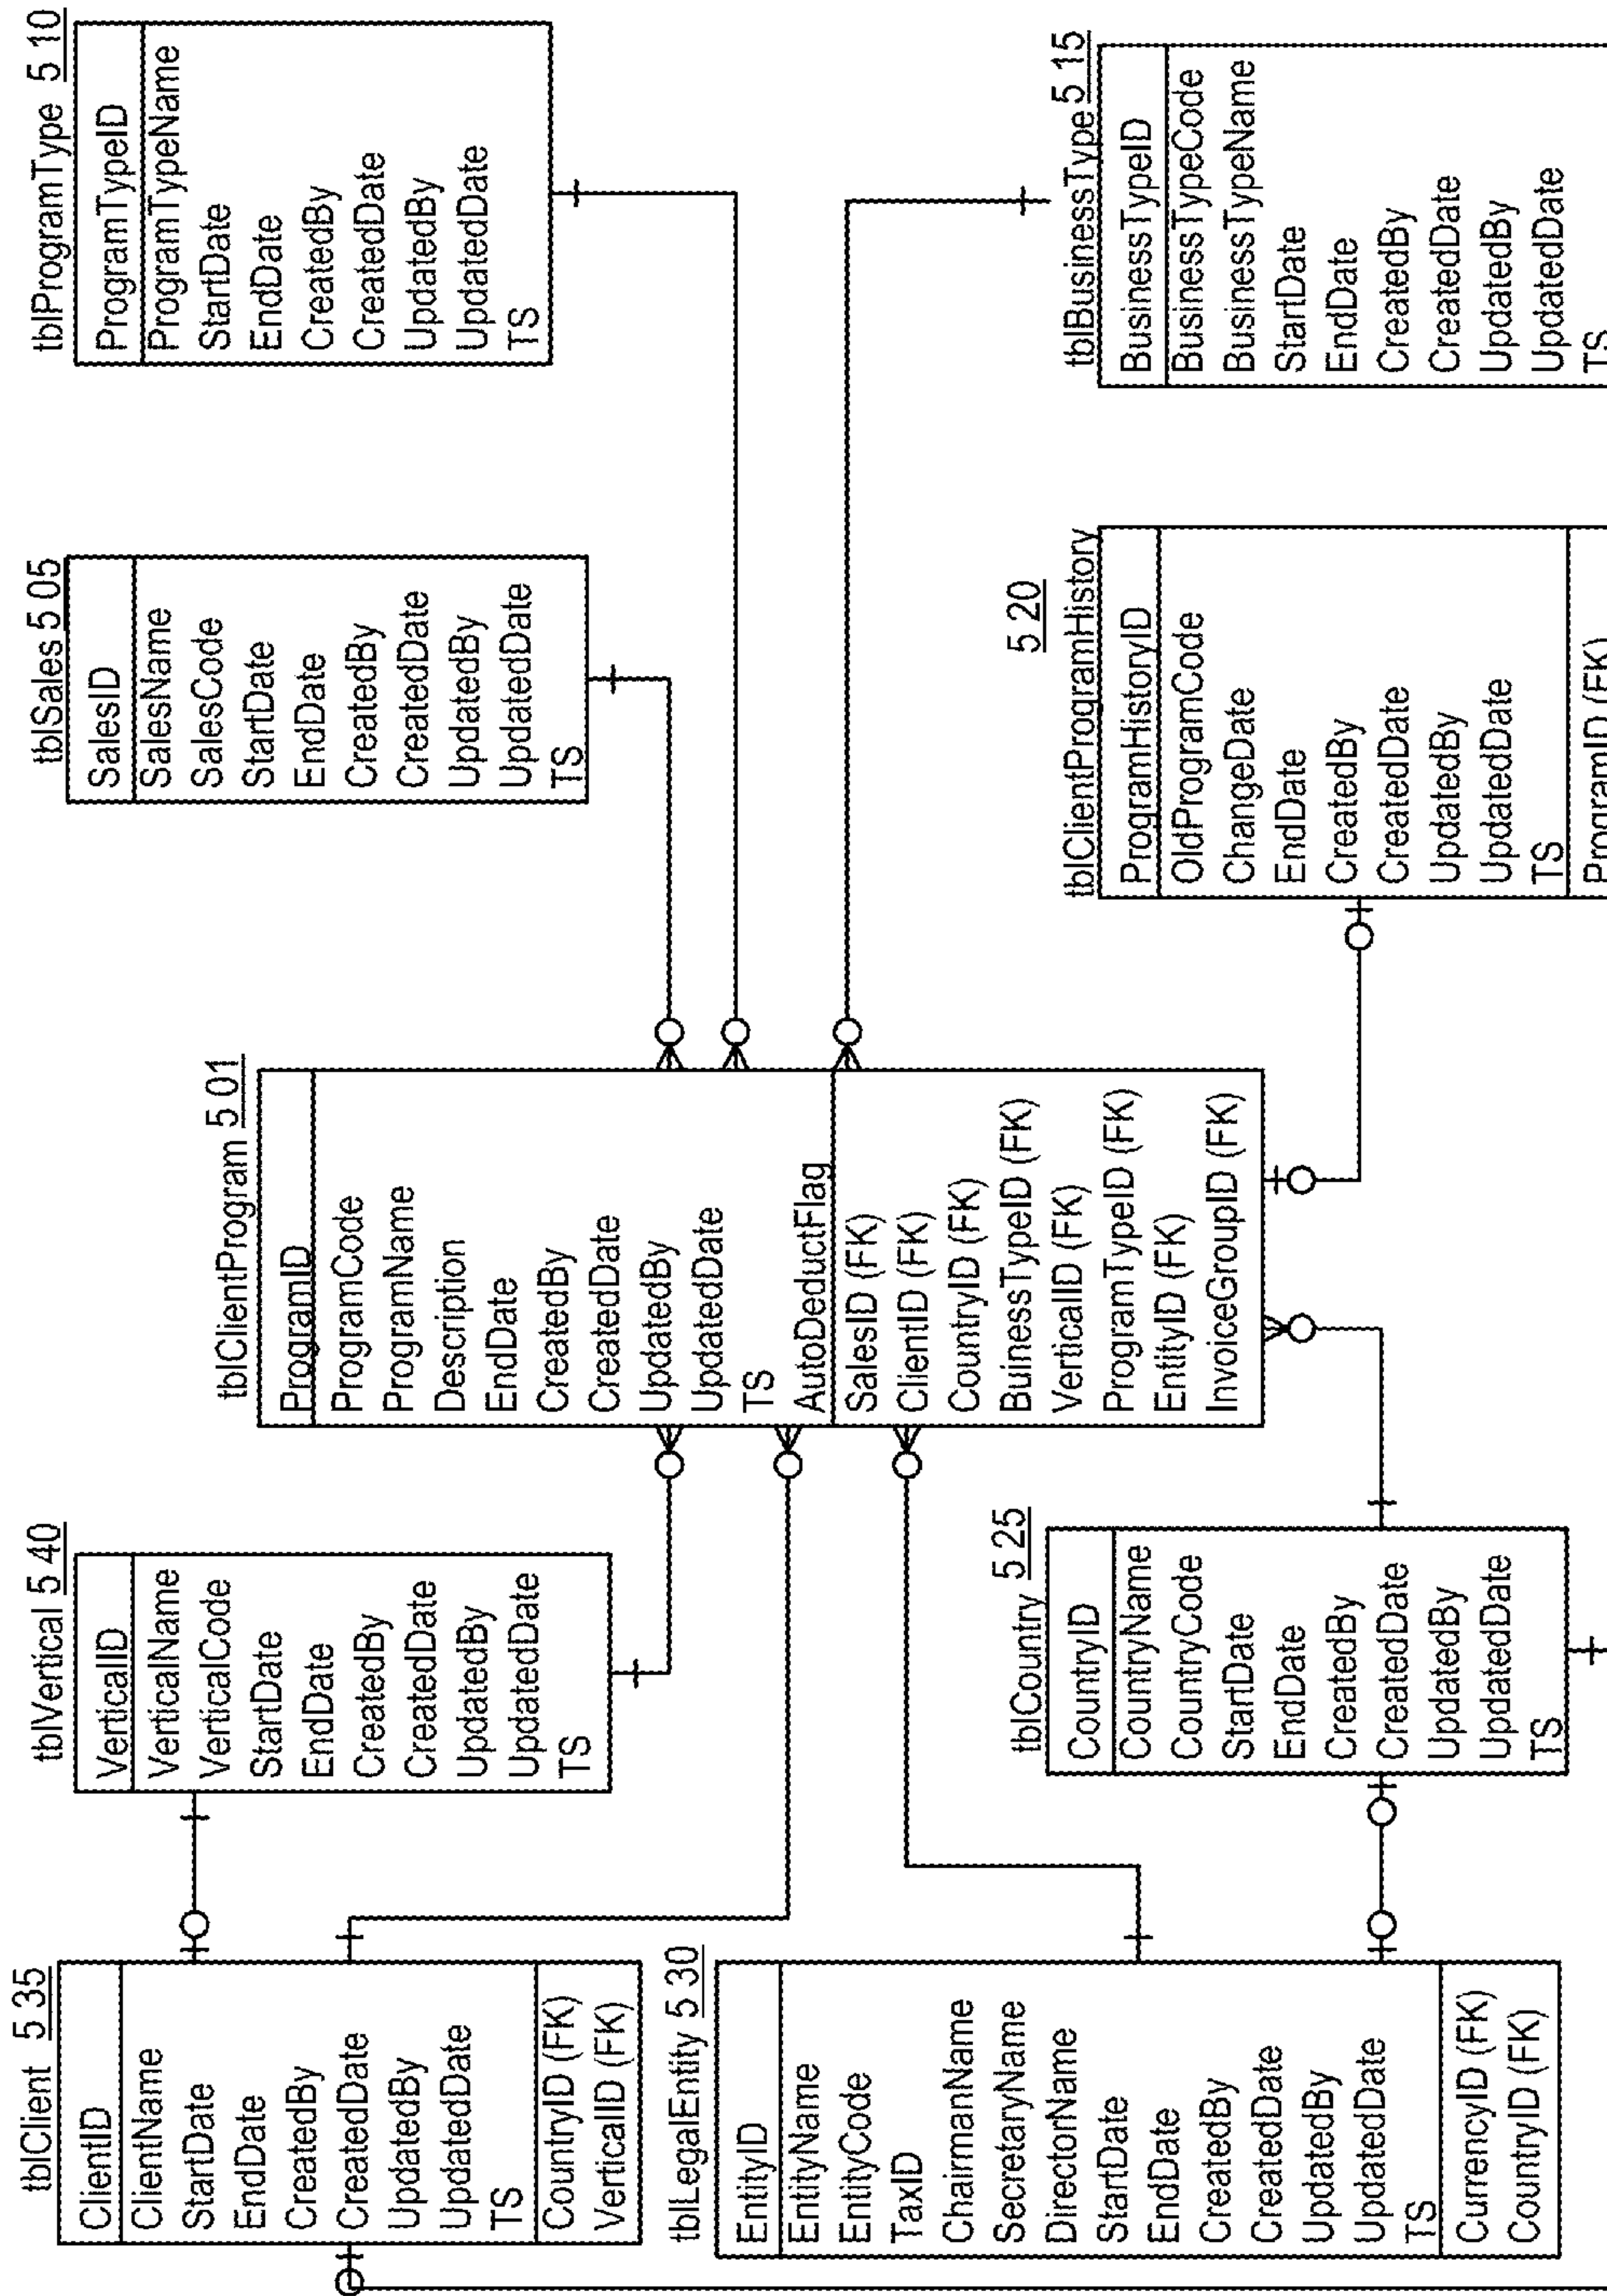 tblClient 5 35
ClientID
ClientName
StartDate
EndDate
CreatedBy
CreatedDate
UpdatedBy
UpdatedDate
TS
CountryID (FK)
VerticalID (FK)
tblVertical 5 40
VerticalID
VerticalName
VerticalCode
StartDate
EndDate
CreatedBy
CreatedDate
UpdatedBy
UpdatedDate
TS
tblClientProgram 5 01
ProgramID
ProgramCode
ProgramName
Description
EndDate
CreatedBy
CreatedDate
UpdatedBy
UpdatedDate
TS
AutoDeductFlag
SalesID (FK)
ClientID (FK)
CountryID (FK)
BuinessTypeID (FK)
VerticalID (FK)
ProgramTypeID (FK)
EntityID (FK)
InvoiceGroupID (FK)
tblSales 5 05
SalesID
SalesName
SalesCode
StartDate
EndDate
CreatedBy
CreatedDate
UpdatedBy
UpdatedDate
TS
tblProgramType 5 10
ProgramTypeID
ProgramTypeName
StartDate
EndDate
CreatedBy
CreatedDate
UpdatedBy
UpdatedDate
TS
tblLegalEntity 5 30
EntityID
EntityName
EntityCode
TaxID
ChairmanName
SecretaryName
DirectorName
StartDate
EndDate
CreatedBy
CreatedDate
UpdatedBy
UpdatedDate
TS
CurrencyID (FK)
CountryID (FK)
tblCountry 5 25
CountryID
CountryName
CountryCode
StartDate
EndDate
CreatedBy
CreatedDate
UpdatedBy
UpdatedDate
TS
5 20
tblClientProgramHistory
ProgramHistoryID
OldProgramCode
ChangeDate
EndDate
CreatedBy
CreatedDate
UpdatedBy
UpdatedDate
TS
ProgramID (FK)
tblBusinessType 5 15
BusinessTypeID
BusinessTypeCode
BusinessTypeName
StartDate
EndDate
CreatedBy
CreatedDate
UpdatedBy
UpdatedDate
TS